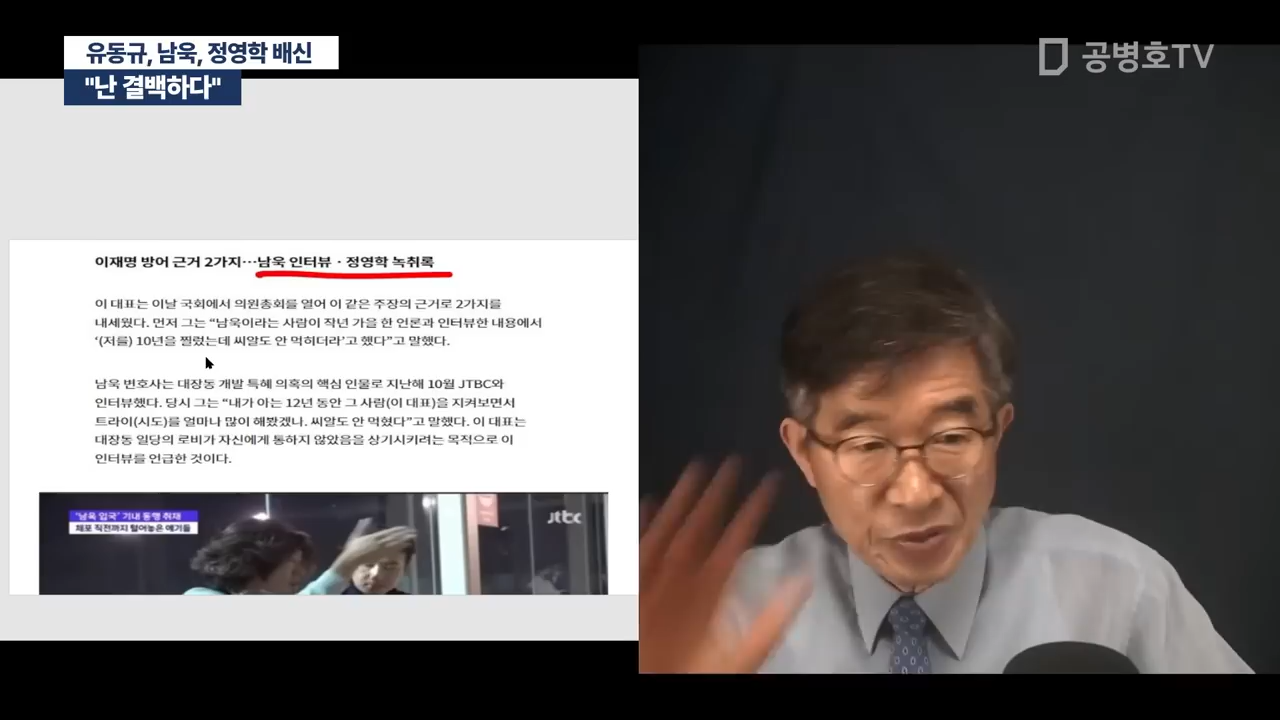 유동규, 남욱, 정영학 배신
"난 결백하다"
공병호TV
이재명 방어 근거 2가지…남욱 인터뷰 · 정영학 녹취록
이 대표는 이날 국회에서 의원총회를 열어 이 같은 주장의 근거로 2가지를
내세웠다. 먼저 그는 “남욱이라는 사람이 작년 가을 한 언론과 인터뷰한 내용에서
‘(저를) 10년을 찔렀는데 씨알도 안 먹히더라’고 했다”고 말했다.
남욱 변호사는 대장동 개발 특혜 의혹의 핵심 인물로 지난해 10월 JTBC와
인터뷰했다. 당시 그는 “내가 아는 12년 동안 그 사람(이 대표)을 지켜보면서
트라이(시도)를 얼마나 많이 해봤겠나. 씨알도 안 먹혔다”고 말했다. 이 대표는
대장동 일당의 로비가 자신에게 통하지 않았음을 상기시키려는 목적으로 이
인터뷰를 언급한 것이다.
'남욱 입국' 기내 동행 취재
체포 직전까지 털어놓은 얘기들
jtbc